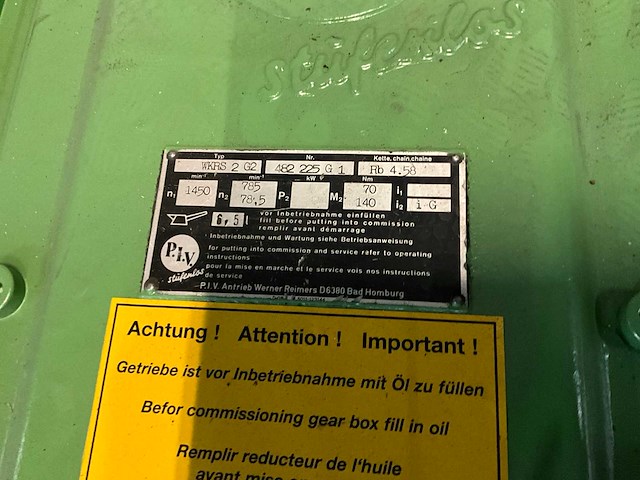 stufenlos
Typ Nr. Kette, chain, chaine
WKRS 2 G2 482 225 G 1 Rb 4.58
min⁻¹ min⁻¹ kW Nm
n₁ 1450 n₂ 785 P₂ M₂ 70 i₁
78,5 140 i₂ i G
6,5 l vor Inbetriebnahme einfüllen
fill before putting into commission
remplir avant démarrage
Inbetriebnahme und Wartung siehe Betriebsanweisung
for putting into commission and service refer to operating
instructions
pour la mise en marche et le service vois nos instructions
de service
P.I.V.
stufenlos
P.I.V. Antrieb Werner Reimers D6380 Bad Homburg
Achtung ! Attention ! Important !
Getriebe ist vor Inbetriebnahme mit Öl zu füllen
Befor commissioning gear box fill in oil
Remplir reducteur de l'huile
avant mise